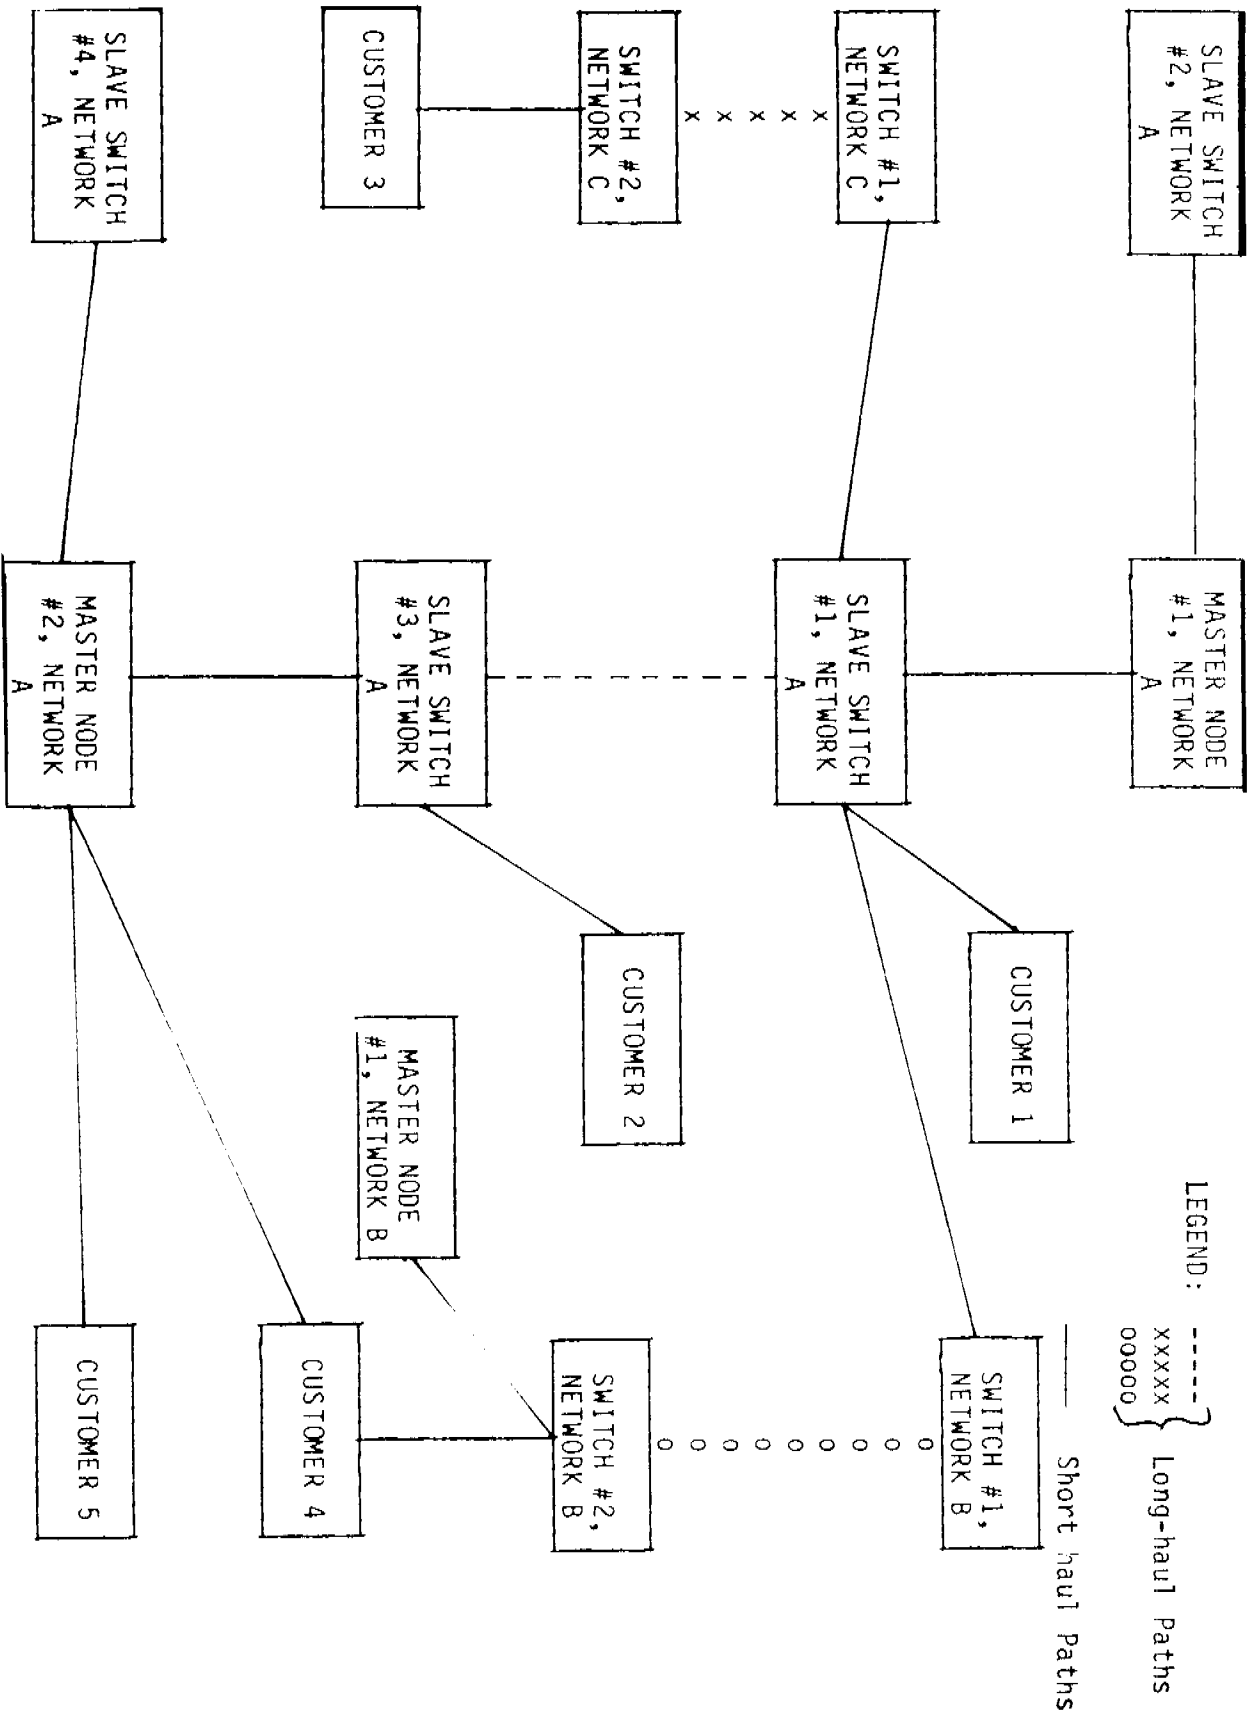 SLAVE SWITCH
#2, NETWORK
A
MASTER NODE
#1, NETWORK
A
LEGEND:
-----
xxxxx
ooooo
Long-haul Paths
Short haul Paths
SWITCH #1,
NETWORK C
SLAVE SWITCH
#1, NETWORK
A
CUSTOMER 1
SWITCH #1,
NETWORK B
x x x x x
o o o o o o o o o
SWITCH #2,
NETWORK C
CUSTOMER 2
SWITCH #2,
NETWORK B
CUSTOMER 3
SLAVE SWITCH
#3, NETWORK
A
MASTER NODE
#1, NETWORK B
CUSTOMER 4
SLAVE SWITCH
#4, NETWORK
A
MASTER NODE
#2, NETWORK
A
CUSTOMER 5